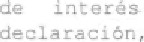 de interés
declaración,